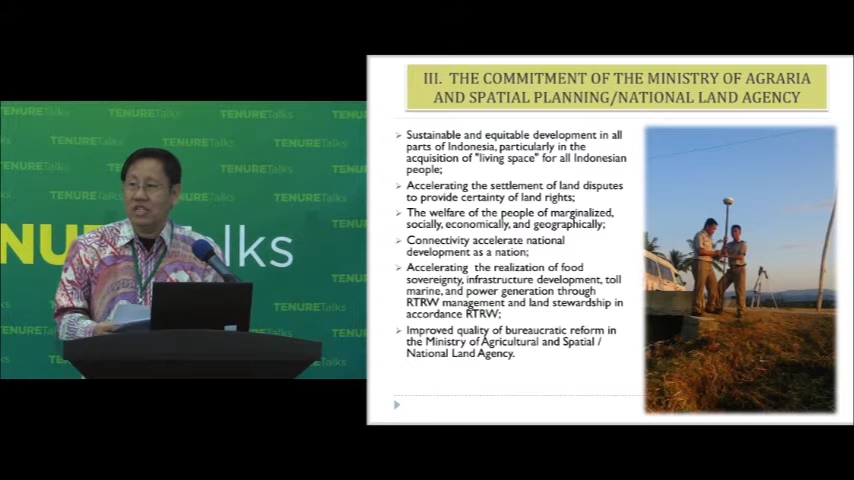 TENURETalks TENURETalks
TENURETalks TENURETalks TENURETalks
TENURETalks TENURETalks
TENURETalks
NURETalks
TENURETalks
TENURETalks
TENURETalks
III. THE COMMITMENT OF THE MINISTRY OF AGRARIA
AND SPATIAL PLANNING/NATIONAL LAND AGENCY
Sustainable and equitable development in all
parts of Indonesia, particularly in the
acquisition of "living space" for all Indonesian
people;
Accelerating the settlement of land disputes
to provide certainty of land rights;
The welfare of the people of marginalized,
socially, economically, and geographically;
Connectivity accelerate national
development as a nation;
Accelerating the realization of food
sovereignty, infrastructure development, toll
marine, and power generation through
RTRW management and land stewardship in
accordance RTRW;
Improved quality of bureaucratic reform in
the Ministry of Agricultural and Spatial /
National Land Agency.